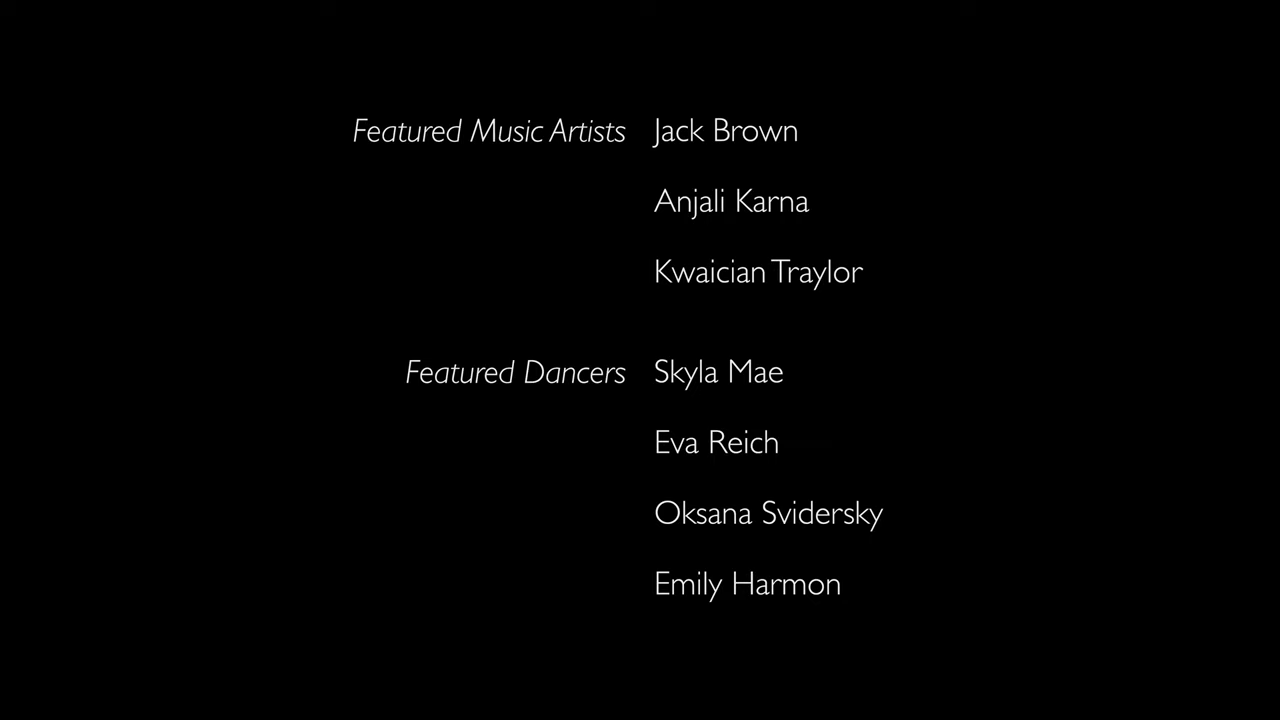 Featured Music Artists Jack Brown
Anjali Karna
Kwaician Traylor
Featured Dancers Skyla Mae
Eva Reich
Oksana Svidersky
Emily Harmon